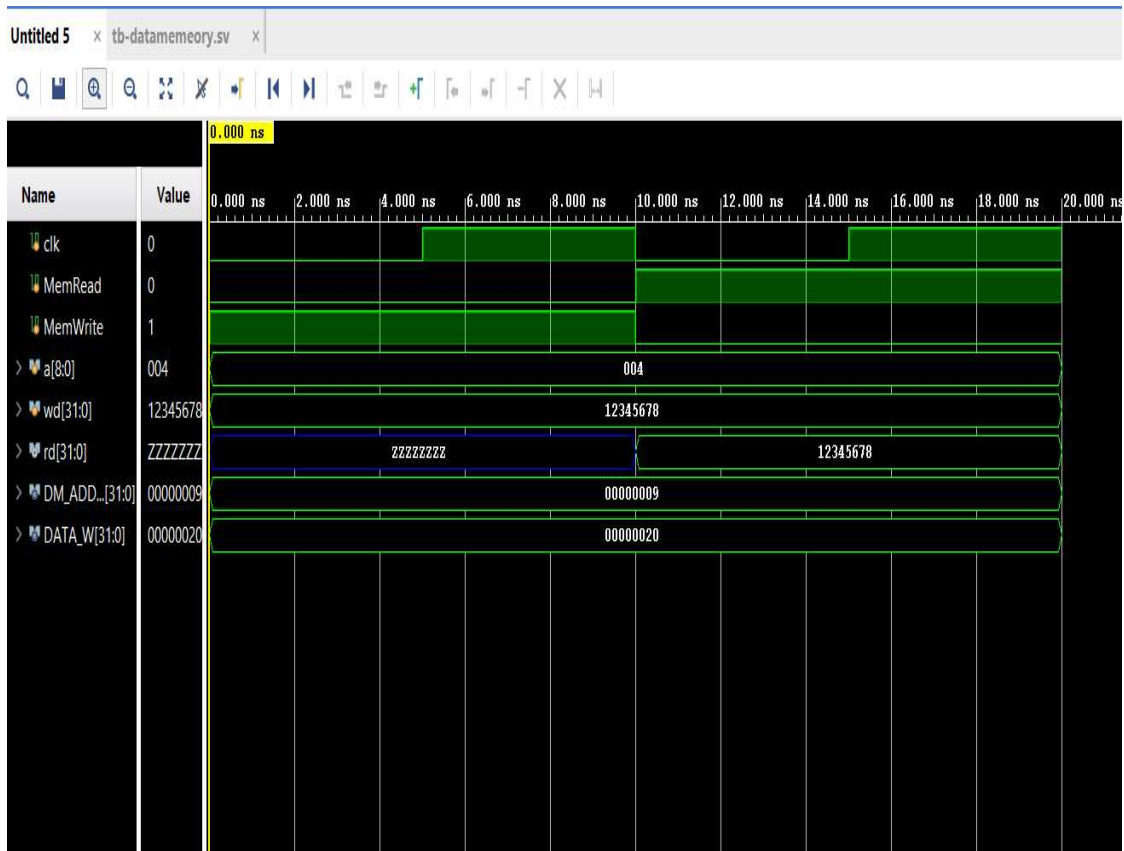 Untitled 5 × tb-datamemeory.sv ×
0.000 ns
Name Value 0.000 ns 2.000 ns 4.000 ns 6.000 ns 8.000 ns 10.000 ns 12.000 ns 14.000 ns 16.000 ns 18.000 ns 20.000 ns
clk 0
MemRead 0
MemWrite 1
a[8:0] 004 004
wd[31:0] 12345678 12345678
rd[31:0] ZZZZZZZ ZZZZZZZZ 12345678
DM_ADD...[31:0] 00000009 00000009
DATA_W[31:0] 00000020 00000020